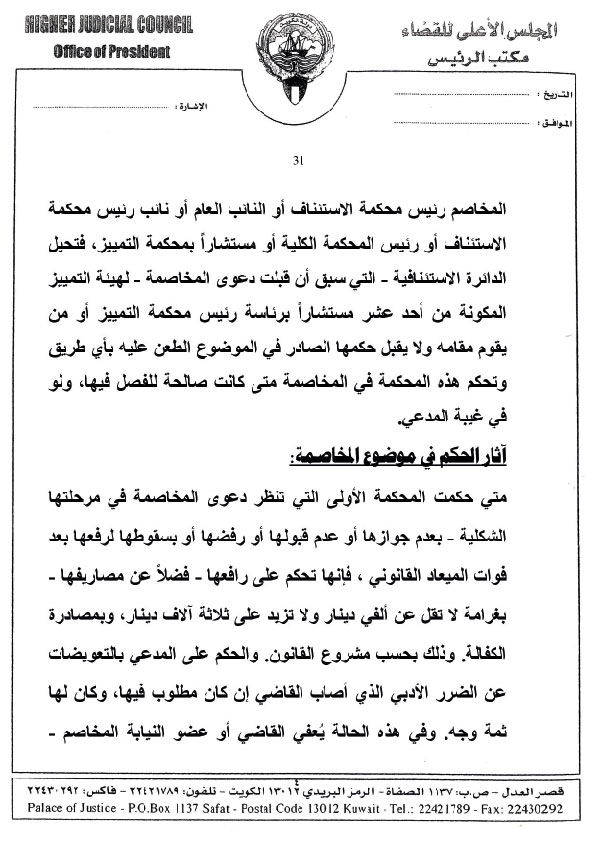 HIGHER JUDICIAL COUNCIL
Office of President
المجلس الأعلى للقضاء
مكتب الرئيس
التاريخ :
الموافق :
الإشارة :
31
المخاصم رئيس محكمة الاستئناف أو النائب العام أو نائب رئيس محكمة
الاستئناف أو رئيس المحكمة الكلية أو مستشاراً بمحكمة التمييز، فتحيل
الدائرة الاستئنافية - التي سبق أن قبلت دعوى المخاصمة - لهيئة التمييز
المكونة من أحد عشر مستشاراً برئاسة رئيس محكمة التمييز أو من
يقوم مقامه ولا يقبل حكمها الصادر في الموضوع الطعن عليه بأي طريق
وتحكم هذه المحكمة في المخاصمة متى كانت صالحة للفصل فيها، ولو
في غيبة المدعي.
آثار الحكم في موضوع المخاصمة:
متي حكمت المحكمة الأولى التي تنظر دعوى المخاصمة في مرحلتها
الشكلية - بعدم جوازها أو عدم قبولها أو رفضها أو بسقوطها لرفعها بعد
فوات الميعاد القانوني ، فإنها تحكم على رافعها - فضلاً عن مصاريفها -
بغرامة لا تقل عن ألفي دينار ولا تزيد على ثلاثة آلاف دينار، وبمصادرة
الكفالة. وذلك بحسب مشروع القانون. والحكم على المدعي بالتعويضات
عن الضرر الأدبي الذي أصاب القاضي إن كان مطلوب فيها، وكان لها
ثمة وجه. وفي هذه الحالة يُعفي القاضي أو عضو النيابة المخاصم -
قصر العدل - ص.ب: ١١٣٧ الصفاة - الرمز البريدي ١٣٠١٢ الكويت - تلفون: ٢٢٤٢١٧٨٩ - فاكس: ٢٢٤٣٠٢٩٢
Palace of Justice - P.O.Box 1137 Safat - Postal Code 13012 Kuwait - Tel.: 22421789 - Fax: 22430292